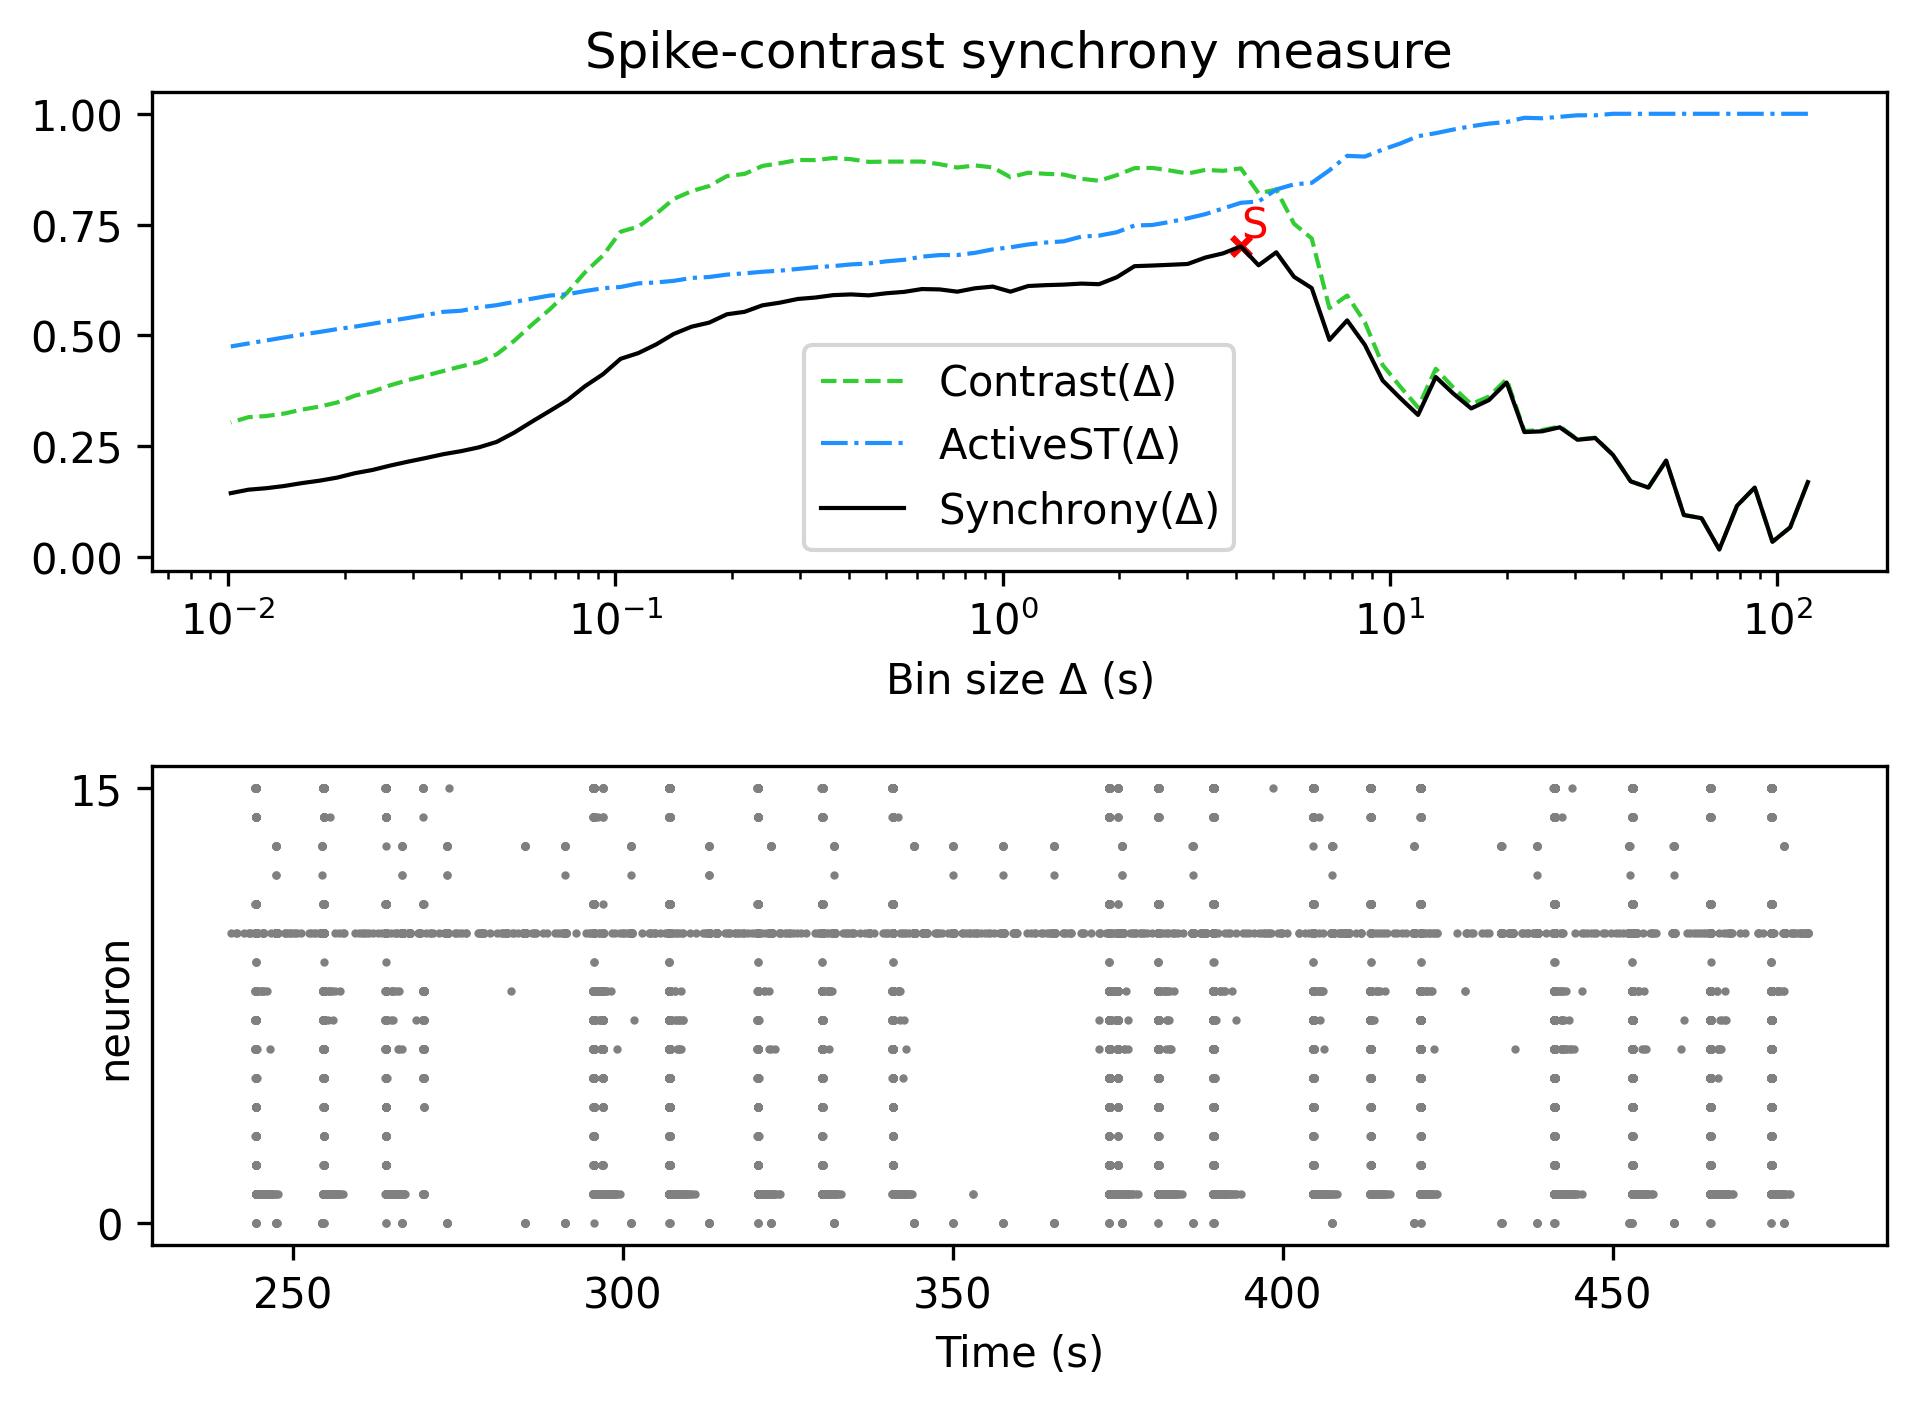 Spike-contrast synchrony measure
1.00
0.75
0.50
0.25
0.00
S
Contrast(Δ)
ActiveST(Δ)
Synchrony(Δ)
10⁻² 10⁻¹ 10⁰ 10¹ 10²
Bin size Δ (s)
15
0
neuron
250 300 350 400 450
Time (s)